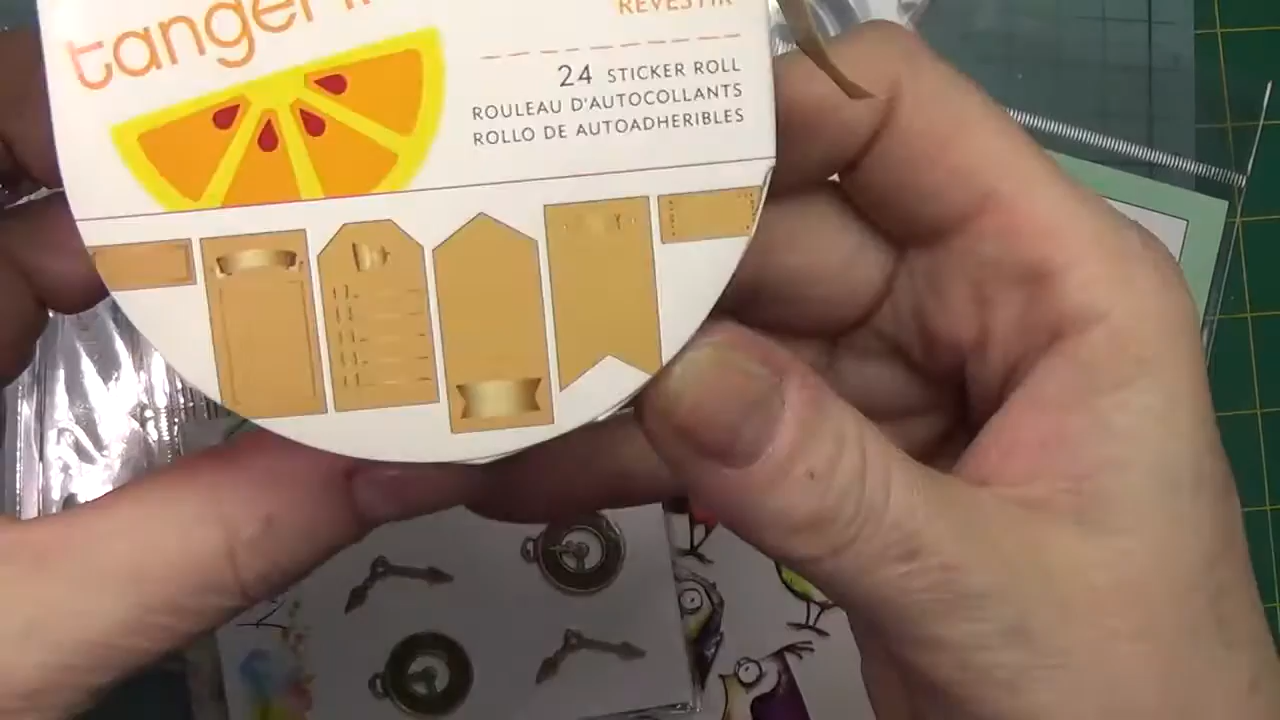 REVESTIR
24 STICKER ROLL
ROULEAU D'AUTOCOLLANTS
ROLLO DE AUTOADHERIBLES